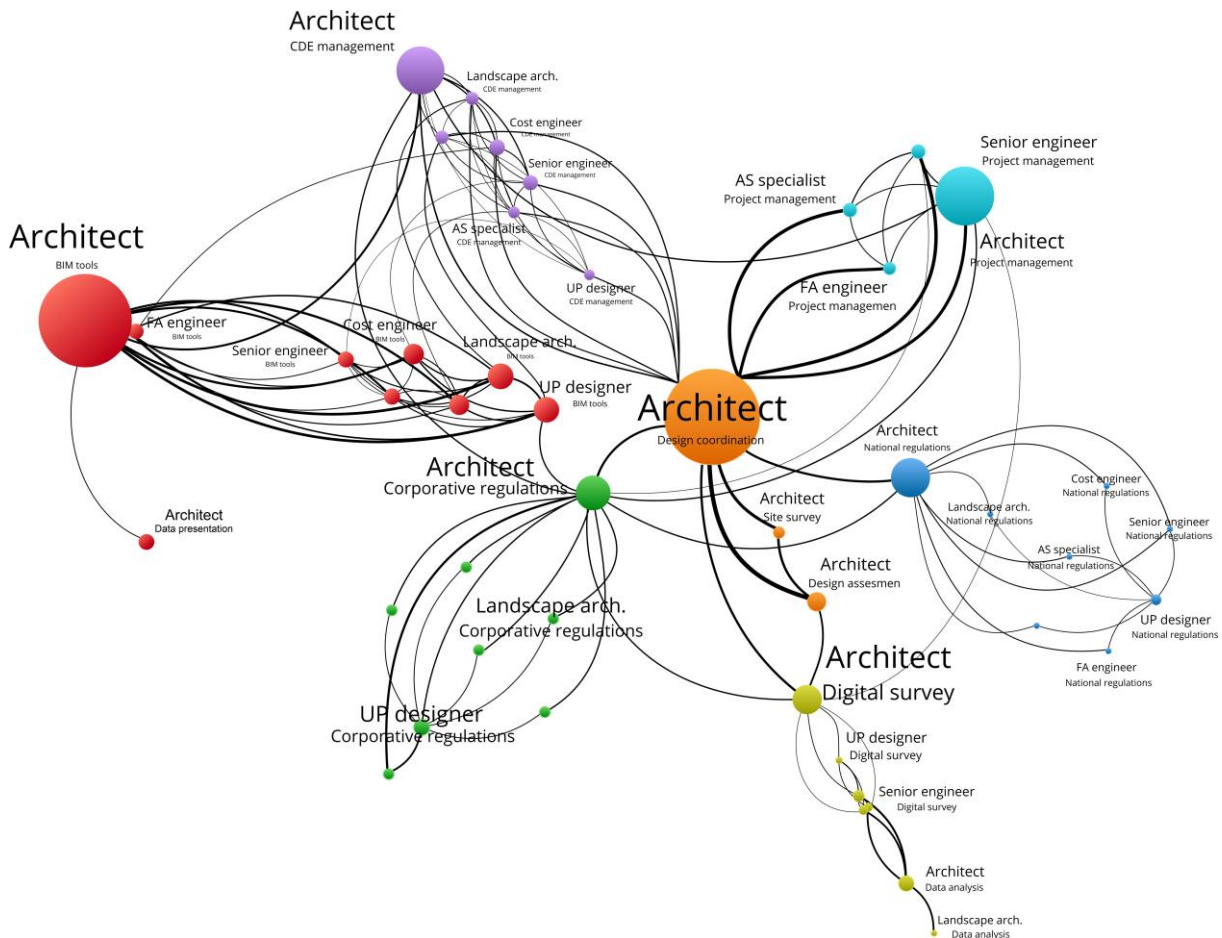 Architect
CDE management
Landscape arch.
CDE management
Cost engineer
CDE management
Senior engineer
CDE management
AS specialist
CDE management
UP designer
CDE management
Senior engineer
Project management
AS specialist
Project management
Architect
Project management
FA engineer
Project managemen
Architect
BIM tools
FA engineer
BIM tools
Senior engineer
BIM tools
Cost engineer
BIM tools
Landscape arch.
BIM tools
UP designer
BIM tools
Architect
Data presentation
Architect
Design coordination
Architect
Corporative regulations
Architect
Site survey
Architect
Design assesmen
Architect
National regulations
Cost engineer
National regulations
Landscape arch.
National regulations
Senior engineer
National regulations
AS specialist
National regulations
UP designer
National regulations
FA engineer
National regulations
Landscape arch.
Corporative regulations
UP designer
Corporative regulations
Architect
Digital survey
UP designer
Digital survey
Senior engineer
Digital survey
Architect
Data analysis
Landscape arch.
Data analysis